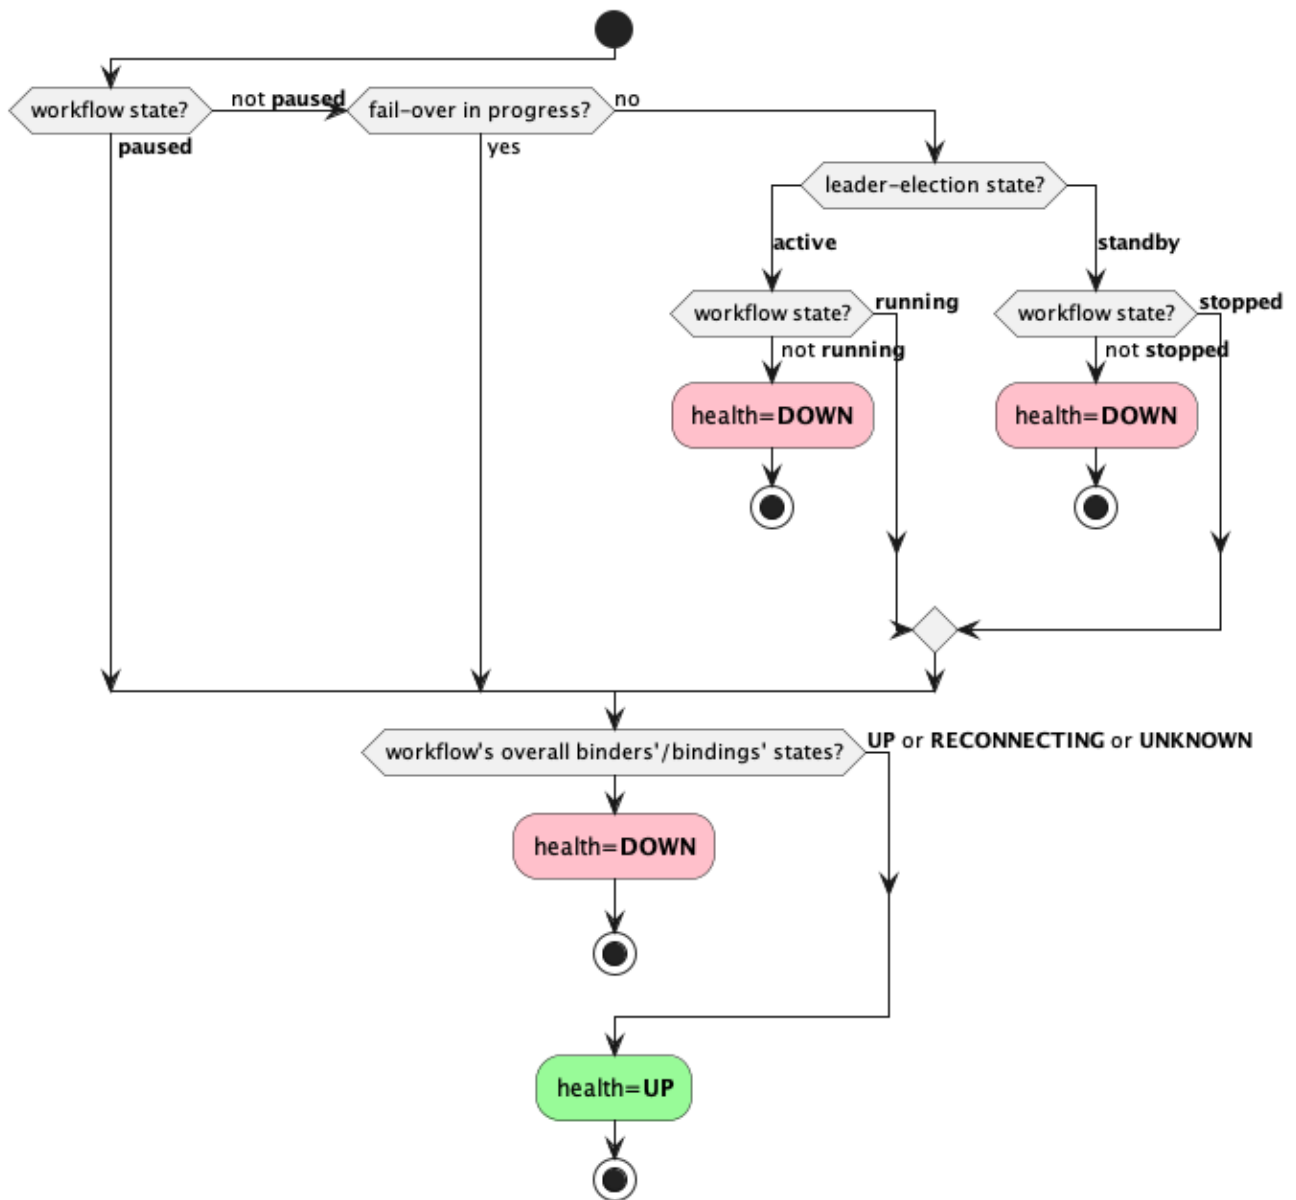 workflow state?
not paused
fail-over in progress?
no
paused
yes
leader-election state?
active
standby
workflow state?
running
workflow state?
stopped
not running
not stopped
health=DOWN
health=DOWN
workflow's overall binders'/bindings' states?
UP or RECONNECTING or UNKNOWN
health=DOWN
health=UP